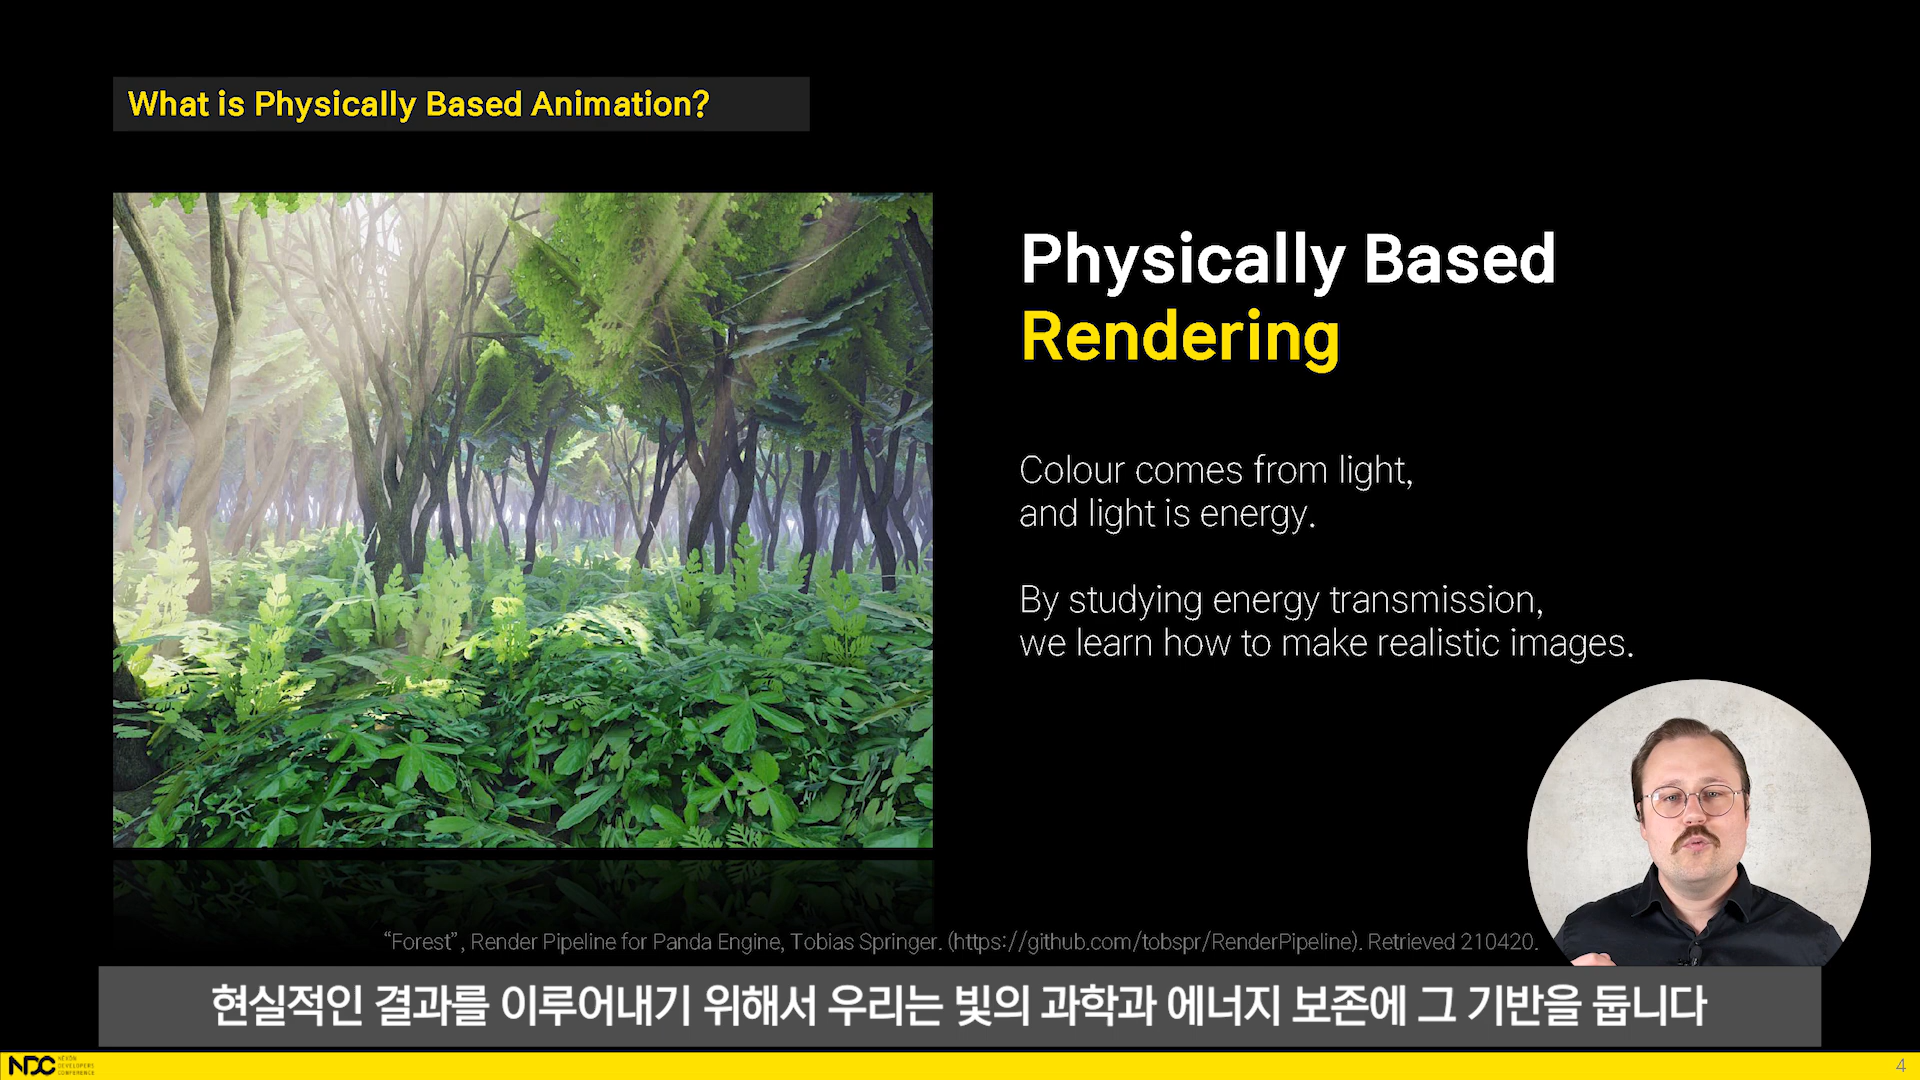 What is Physically Based Animation?
Physically Based
Rendering
Colour comes from light,
and light is energy.
By studying energy transmission,
we learn how to make realistic images.
“Forest”, Render Pipeline for Panda Engine, Tobias Springer. (https://github.com/tobspr/RenderPipeline). Retrieved 210420.
현실적인 결과를 이루어내기 위해서 우리는 빛의 과학과 에너지 보존에 그 기반을 둡니다
NDC
NEXON
DEVELOPERS
CONFERENCE
4